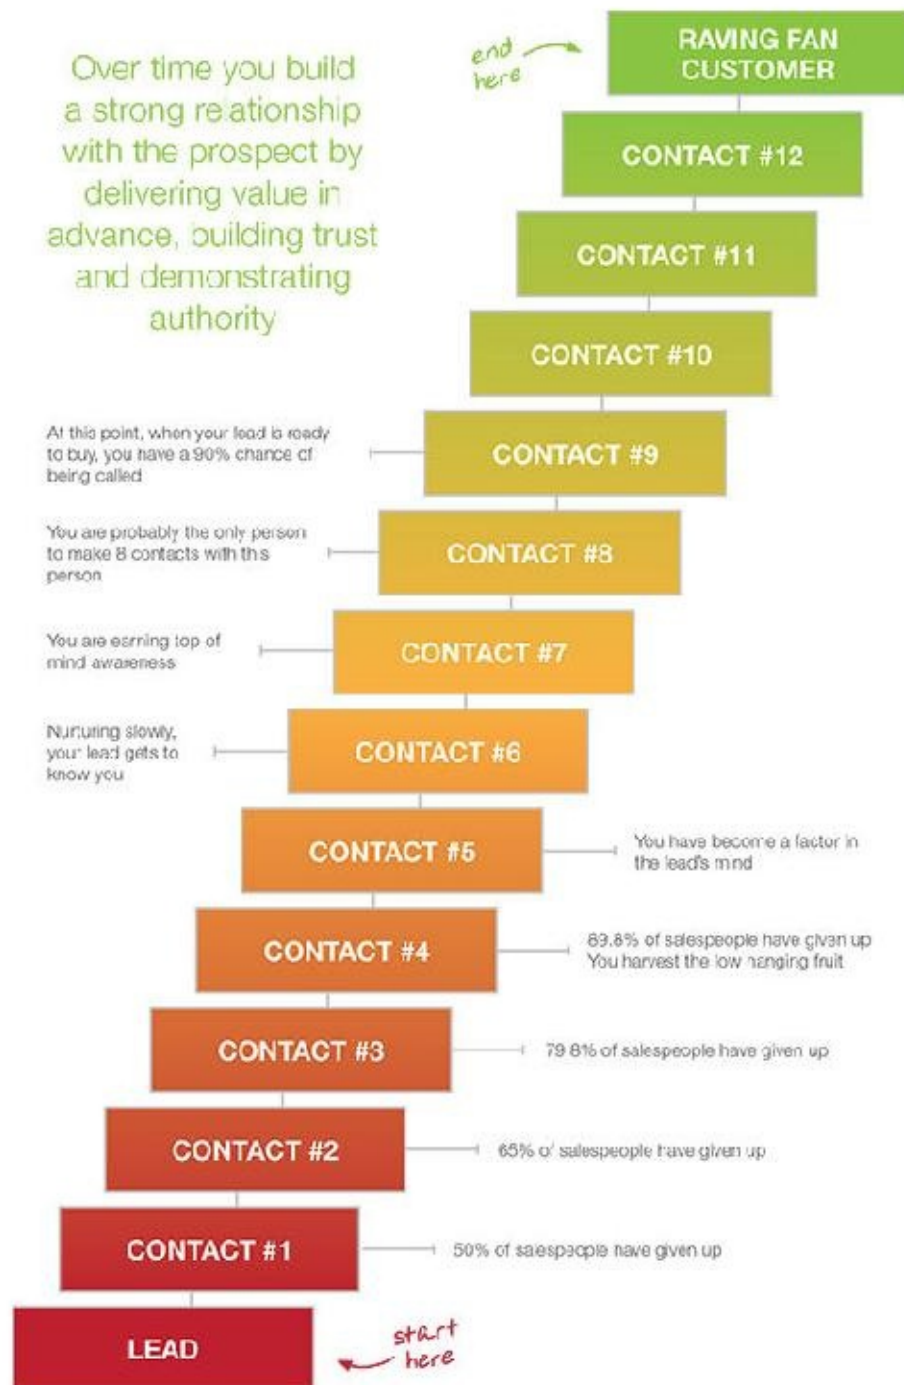 Over time you build
a strong relationship
with the prospect by
delivering value in
advance, building trust
and demonstrating
authority
end
here
RAVING FAN
CUSTOMER
CONTACT #12
CONTACT #11
CONTACT #10
At this point, when your lead is ready
to buy, you have a 90% chance of
being called
CONTACT #9
You are probably the only person
to make 8 contacts with this
person
CONTACT #8
You are earning top of
mind awareness
CONTACT #7
Nurturing slowly,
your lead gets to
know you
CONTACT #6
CONTACT #5
You have become a factor in
the lead's mind
CONTACT #4
89.8% of salespeople have given up
You harvest the low hanging fruit
CONTACT #3
79.8% of salespeople have given up
CONTACT #2
65% of salespeople have given up
CONTACT #1
50% of salespeople have given up
LEAD
start
here